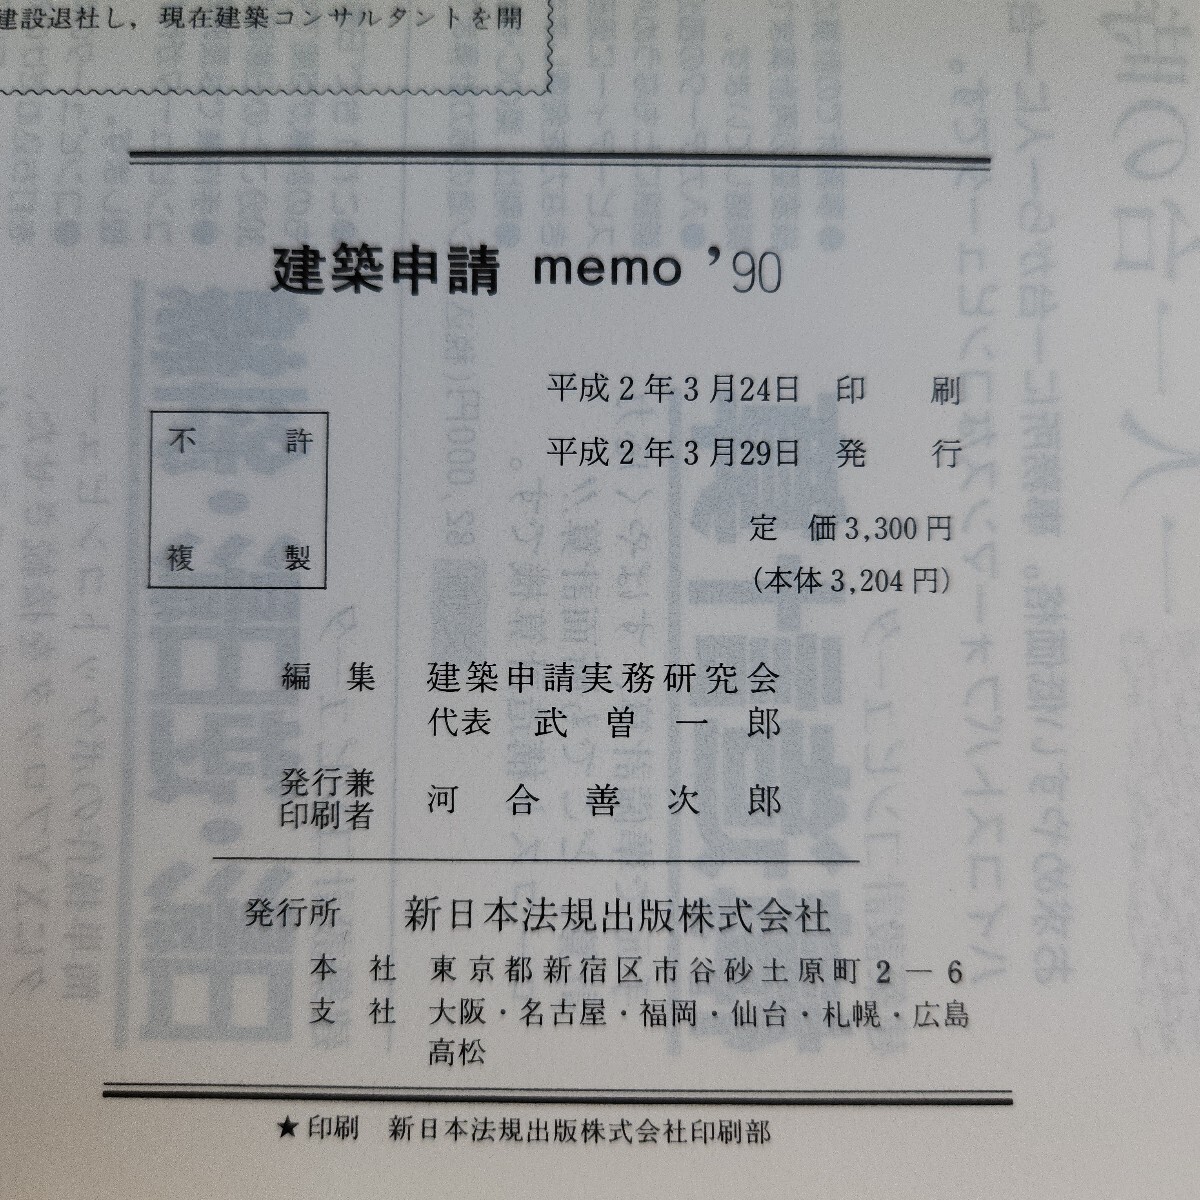 建設退社し，現在建築コンサルタントを開
建築申請 memo ’90
平成2年3月24日 印 刷
平成2年3月29日 発 行
不 許
複 製
定 価 3,300円
(本体 3,204円)
編 集 建築申請実務研究会
代表 武 曽 一 郎
発行兼
印刷者 河 合 善 次 郎
発行所 新日本法規出版株式会社
本 社 東京都新宿区市谷砂土原町2－6
支 社 大阪・名古屋・福岡・仙台・札幌・広島
高松
★印刷 新日本法規出版株式会社印刷部